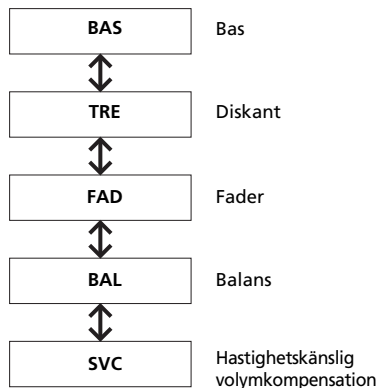 BAS Bas
TRE Diskant
FAD Fader
BAL Balans
SVC Hastighetskänslig
volymkompensation